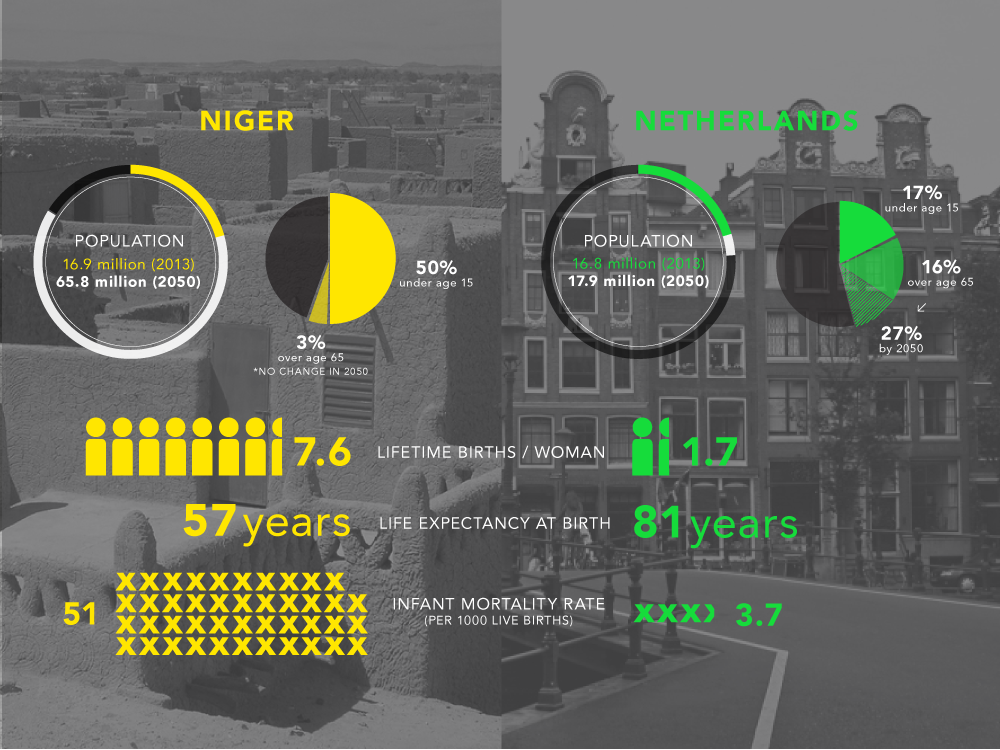 NIGER
POPULATION
16.9 million (2013)
65.8 million (2050)
50%
under age 15
3%
over age 65
*NO CHANGE IN 2050
NETHERLANDS
POPULATION
16.8 million (2013)
17.9 million (2050)
17%
under age 15
16%
over age 65
27%
by 2050
7.6 LIFETIME BIRTHS / WOMAN 1.7
57 years LIFE EXPECTANCY AT BIRTH 81 years
51 XXXXXXXXXX INFANT MORTALITY RATE
XXXXXXXXXXX (PER 1000 LIVE BIRTHS) XXX 3.7
XXXXXXXXXXX
XXXXXXXXXXX